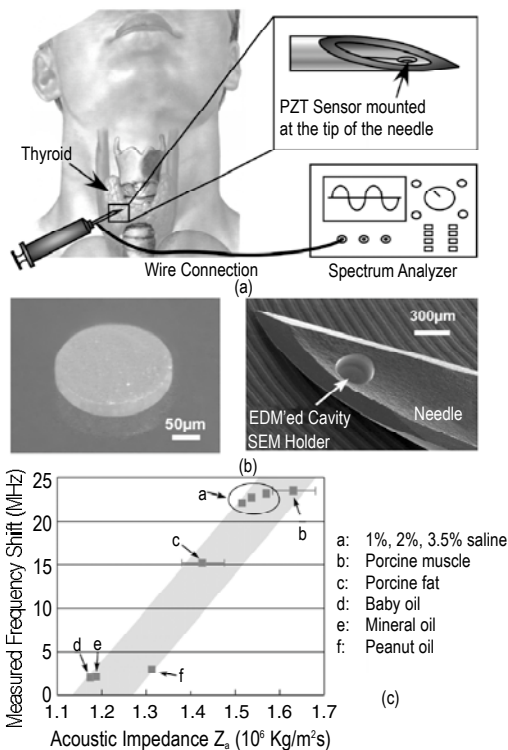 PZT Sensor mounted
at the tip of the needle
Thyroid
Wire Connection
Spectrum Analyzer
(a)
50µm
300µm
EDM'ed Cavity
SEM Holder
Needle
(b)
Measured Frequency Shift (MHz)
25
20
15
10
5
0
a
b
c
d e
f
1.1 1.2 1.3 1.4 1.5 1.6 1.7
Acoustic Impedance Zₐ (10⁶ Kg/m²s)
a: 1%, 2%, 3.5% saline
b: Porcine muscle
c: Porcine fat
d: Baby oil
e: Mineral oil
f: Peanut oil
(c)